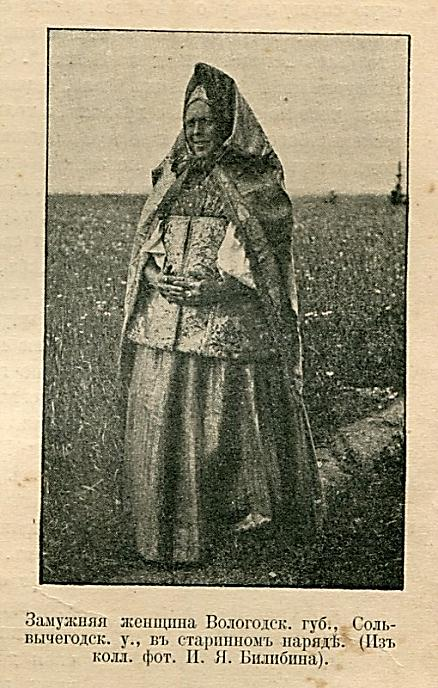 Замужняя женщина Вологодск. губ., Соль-
вычегодск. у., въ старинномъ нарядѣ. (Изъ
колл. фот. И. Я. Билибина).